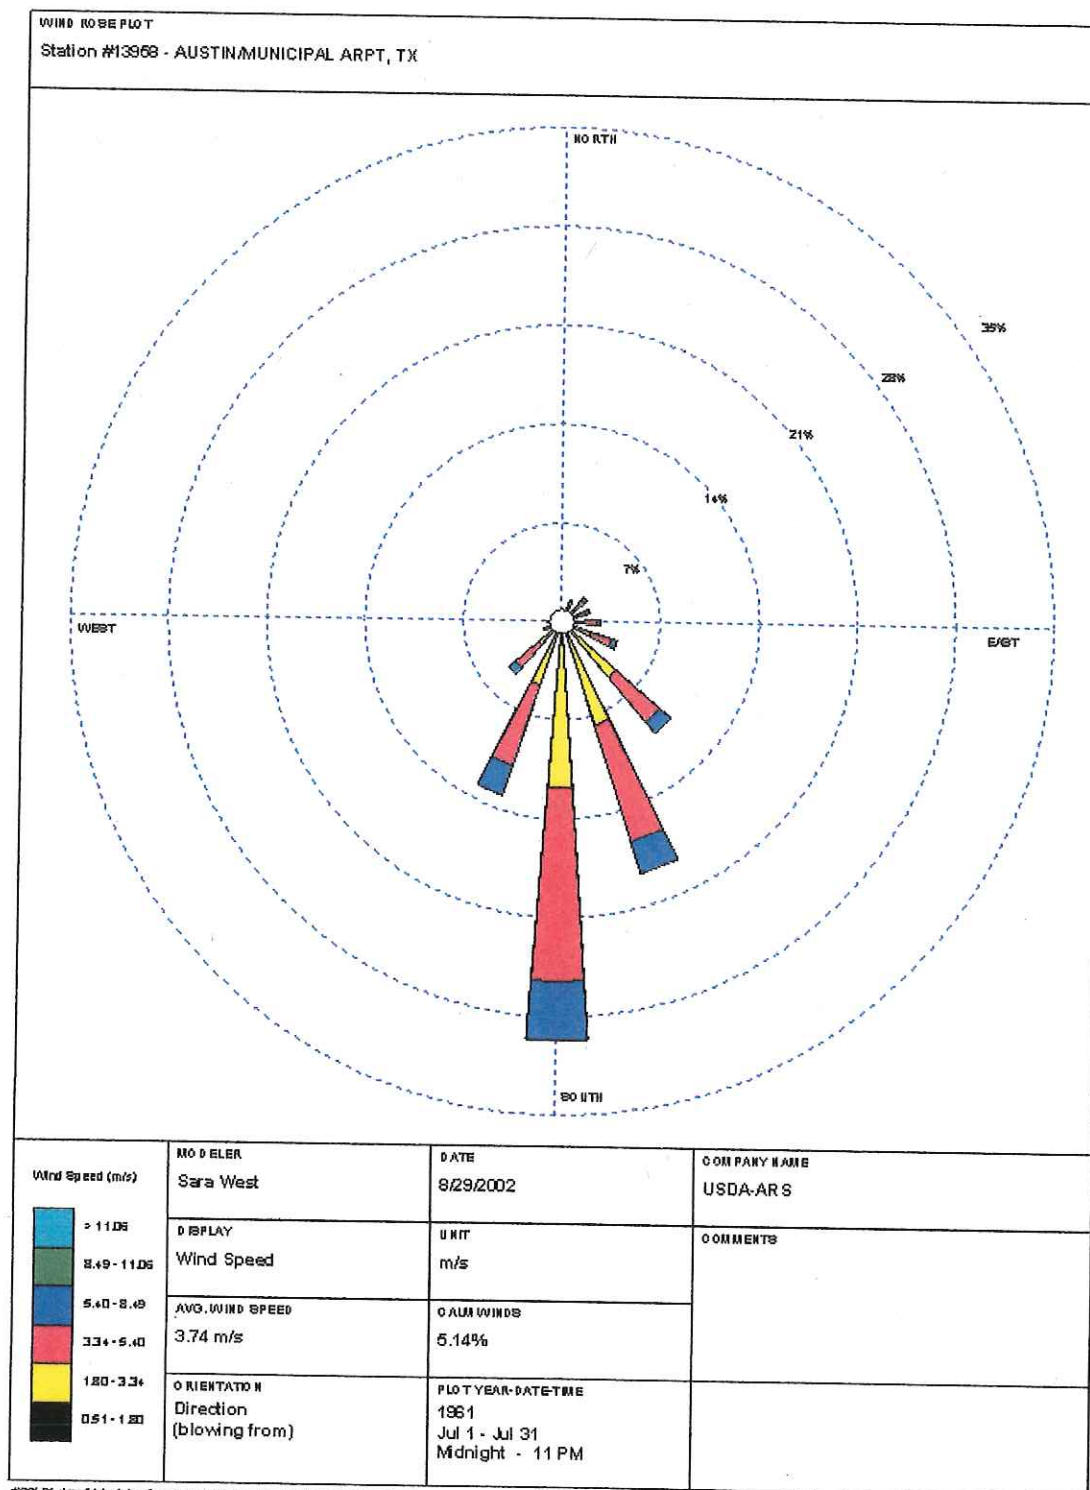 WIND ROSE PLOT
Station #13958 - AUSTIN/MUNICIPAL ARPT, TX
NORTH
35%
28%
21%
14%
7%
WEST
EAST
SOUTH
Wind Speed (m/s)
> 11.06
8.49 - 11.06
5.40 - 8.49
3.34 - 5.40
1.80 - 3.34
0.51 - 1.80
MODELER
Sara West
DATE
8/29/2002
COMPANY NAME
USDA-ARS
DISPLAY
Wind Speed
UNIT
m/s
COMMENTS
AVG. WIND SPEED
3.74 m/s
CALM WINDS
5.14%
ORIENTATION
Direction
(blowing from)
PLOT YEAR-DATE-TIME
1961
Jul 1 - Jul 31
Midnight - 11 PM